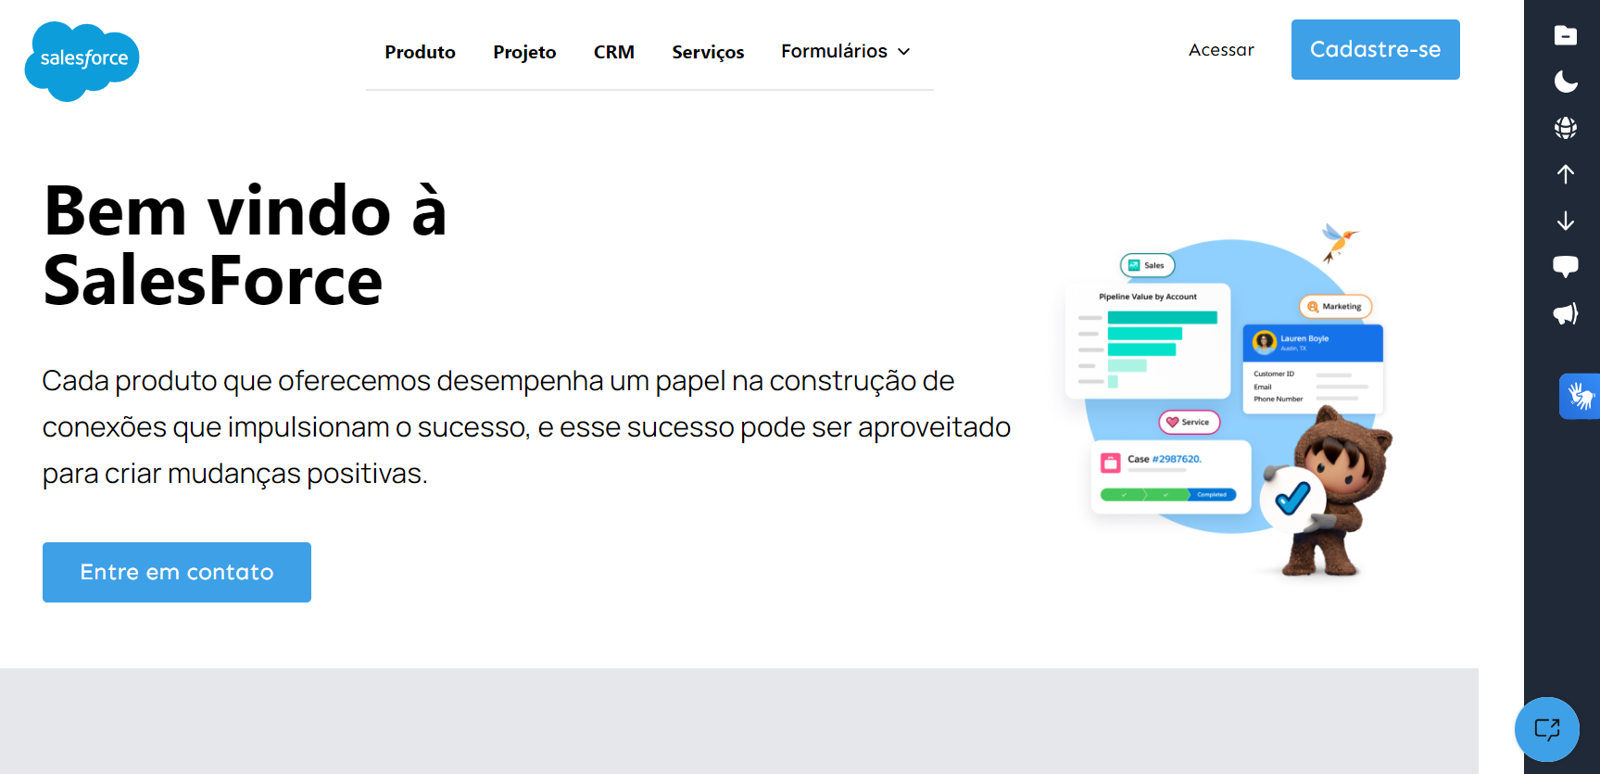 salesforce
Produto
Projeto
CRM
Serviços
Formulários
Acessar
Cadastre-se
Bem vindo à
SalesForce
Cada produto que oferecemos desempenha um papel na construção de
conexões que impulsionam o sucesso, e esse sucesso pode ser aproveitado
para criar mudanças positivas.
Entre em contato
Sales
Pipeline Value by Account
Marketing
Lauren Boyle
Austin, TX
Customer ID
Email
Phone Number
Service
Case #2987620.
Completed